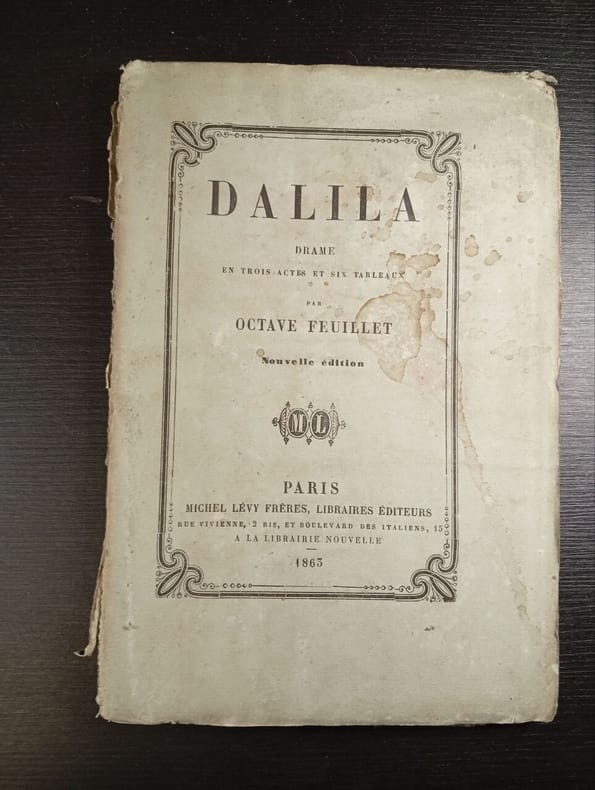 DALILA
DRAME
EN TROIS ACTES ET SIX TABLEAUX
PAR
OCTAVE FEUILLET
Nouvelle édition
ML
PARIS
MICHEL LÉVY FRÈRES, LIBRAIRES ÉDITEURS
RUE VIVIENNE, 2 BIS, ET BOULEVARD DES ITALIENS, 15
A LA LIBRAIRIE NOUVELLE
1863